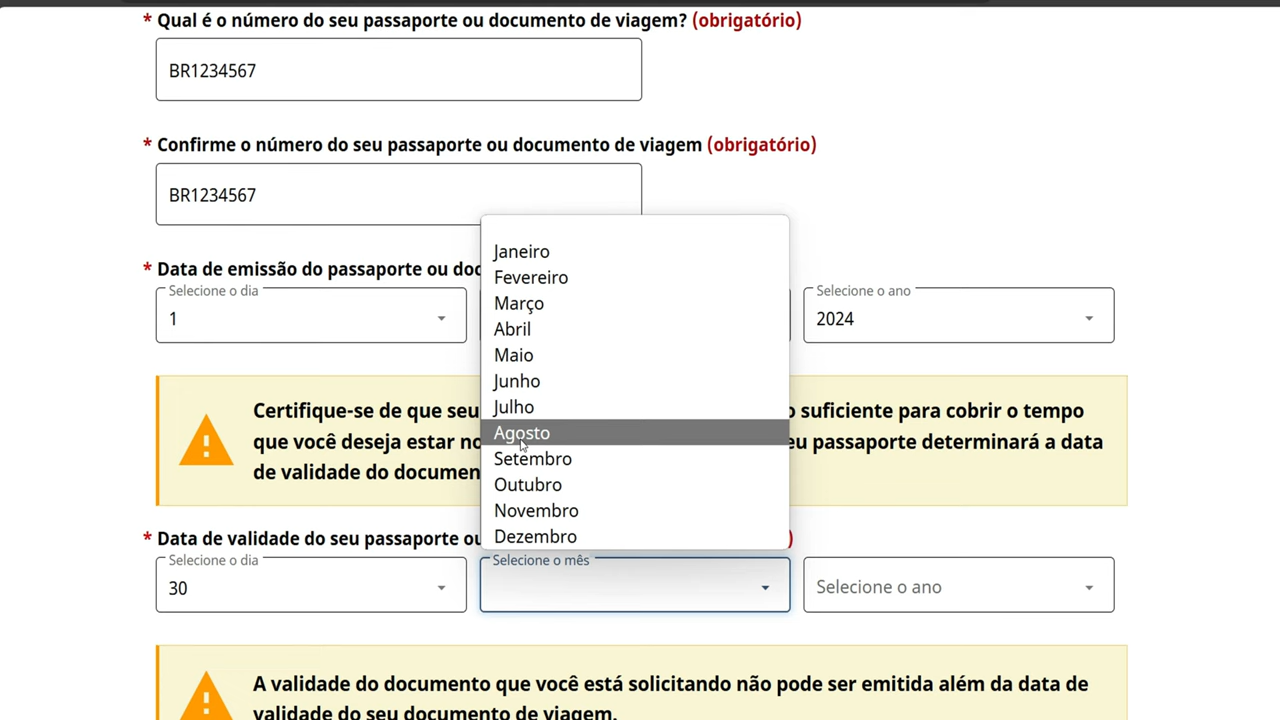 * Qual é o número do seu passaporte ou documento de viagem? (obrigatório)
BR1234567
* Confirme o número do seu passaporte ou documento de viagem (obrigatório)
BR1234567
* Data de emissão do passaporte ou
Selecione o dia
1
Selecione o ano
2024
Janeiro
Fevereiro
Março
Abril
Maio
Junho
Julho
Agosto
Setembro
Outubro
Novembro
Dezembro
Certifique-se de que seu suficiente para cobrir o tempo
que você deseja estar passaporte determinará a data
de validade do
* Data de validade do seu passaporte ou
Selecione o dia
30
Selecione o mês
Selecione o ano
A validade do documento que você está solicitando não pode ser emitida além da data de
validade do seu documento de viagem.